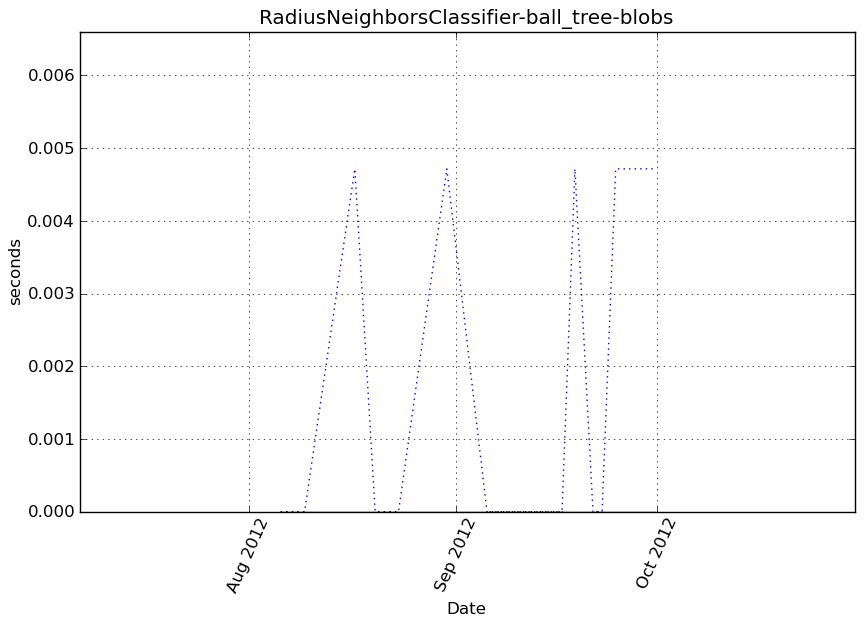 RadiusNeighborsClassifier-ball_tree-blobs
0.006
0.005
0.004
0.003
0.002
0.001
0.000
seconds
Aug 2012
Sep 2012
Oct 2012
Date